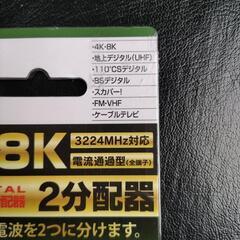 ・4K・8K
・地上デジタル(UHF)
・110°CSデジタル
・BSデジタル
・スカパー!
・FM・VHF
・ケーブルテレビ
8K
3224MHz対応
電流通過型(全端子)
TAL
配器
2分配器
電波を2つに分けます。